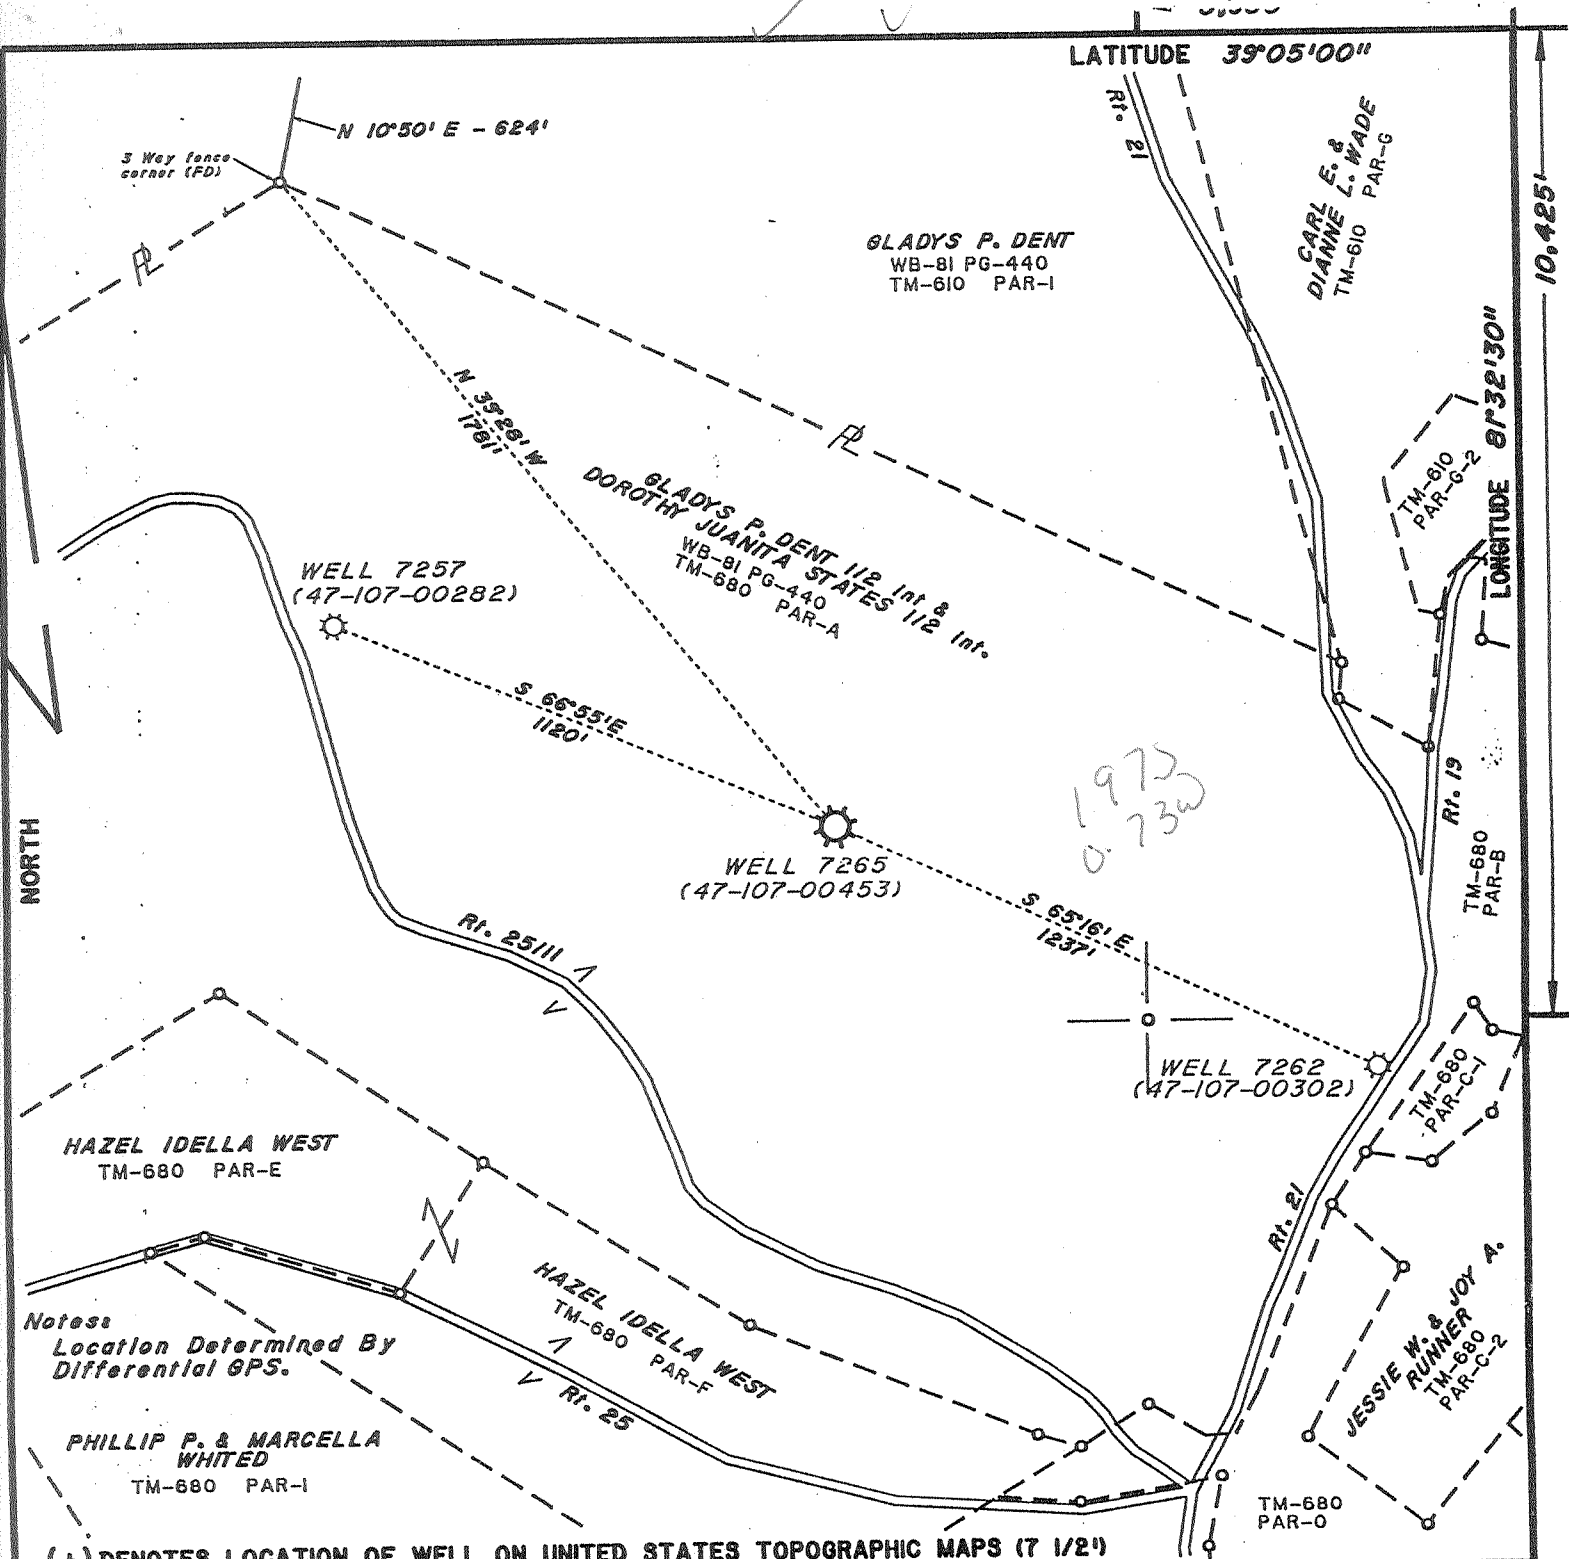 LATITUDE 39°05'00"
N 10°50' E - 624'
3 Way fence
corner (FD)
Rt. 21
CARL E. &
DIANNE L. WADE
TM-610 PAR-G
GLADYS P. DENT
WB-81 PG-440
TM-610 PAR-1
10,425'
LONGITUDE 81°32'30"
PL
N 39°26' W
1781'
PL
TM-610
PAR-G-2
GLADYS P. DENT 1/2 Int &
DOROTHY JUANITA STATES 1/2 Int.
WB-81 PG-440
TM-680 PAR-A
WELL 7257
(47-107-00282)
S 66°55'E
1120'
1.975
0.73W
Rt. 19
NORTH
TM-680
PAR-B
WELL 7265
(47-107-00453)
S 65°16' E
1237'
Rt. 25/11
WELL 7262
(47-107-00302)
TM-680
PAR-C-1
HAZEL IDELLA WEST
TM-680 PAR-E
Rt. 21
HAZEL IDELLA WEST
TM-680 PAR-F
JESSIE W. & JOY A.
RUNNER
TM-680
PAR-C-2
Notes:
Location Determined By
Differential GPS.
Rt. 25
PHILLIP P. & MARCELLA
WHITED
TM-680 PAR-I
TM-680
PAR-O
(+) DENOTES LOCATION OF WELL ON UNITED STATES TOPOGRAPHIC MAPS (7 1/2')